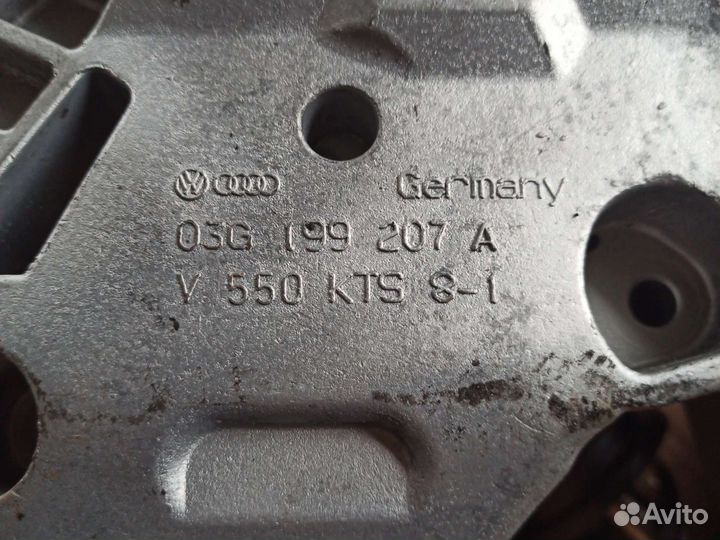 Germany
03G 199 207 A
V 550 KTS 8-1
Avito